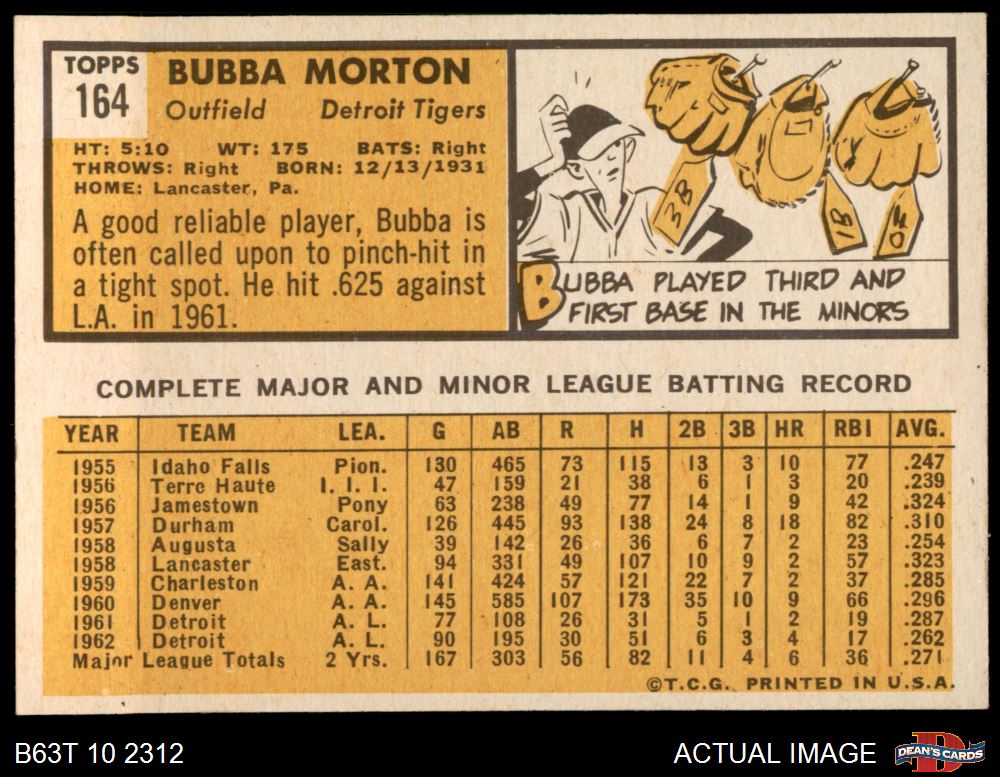 TOPPS
164
BUBBA MORTON
Outfield Detroit Tigers
HT: 5:10 WT: 175 BATS: Right
THROWS: Right BORN: 12/13/1931
HOME: Lancaster, Pa.
A good reliable player, Bubba is
often called upon to pinch-hit in
a tight spot. He hit .625 against
L.A. in 1961.
3B
1B
OF
BUBBA PLAYED THIRD AND
FIRST BASE IN THE MINORS
COMPLETE MAJOR AND MINOR LEAGUE BATTING RECORD
YEAR TEAM LEA. G AB R H 2B 3B HR RBI AVG.
1955 Idaho Falls Pion. 130 465 73 115 13 3 10 77 .247
1956 Terre Haute I. I. I. 47 159 21 38 6 1 3 20 .239
1956 Jamestown Pony 63 238 49 77 14 1 9 42 .324
1957 Durham Carol. 126 445 93 138 24 8 18 82 .310
1958 Augusta Sally 39 142 26 36 6 7 2 23 .254
1958 Lancaster East. 94 331 49 107 10 9 2 57 .323
1959 Charleston A. A. 141 424 57 121 22 7 2 37 .285
1960 Denver A. A. 145 585 107 173 35 10 9 66 .296
1961 Detroit A. L. 77 108 26 31 5 1 2 19 .287
1962 Detroit A. L. 90 195 30 51 6 3 4 17 .262
Major League Totals 2 Yrs. 167 303 56 82 11 4 6 36 .271
©T.C.G. PRINTED IN U.S.A.
B63T 10 2312 ACTUAL IMAGE DEAN'S CARDS